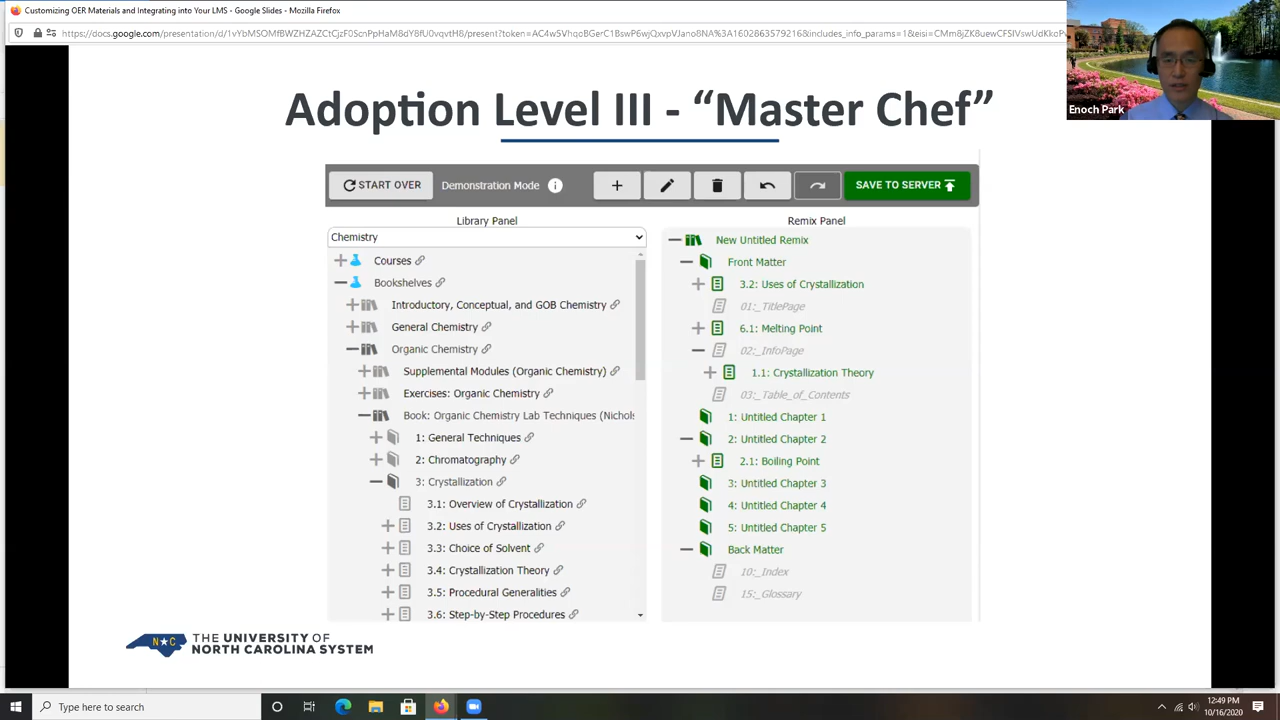 Customizing OER Materials and Integrating into Your LMS - Google Slides - Mozilla Firefox
Enoch Park
Adoption Level III - “Master Chef”
START OVER Demonstration Mode i SAVE TO SERVER
Library Panel
Remix Panel
Chemistry
Courses
Bookshelves
Introductory, Conceptual, and GOB Chemistry
General Chemistry
Organic Chemistry
Supplemental Modules (Organic Chemistry)
Exercises: Organic Chemistry
Book: Organic Chemistry Lab Techniques (Nichols
1: General Techniques
2: Chromatography
3: Crystallization
3.1: Overview of Crystallization
3.2: Uses of Crystallization
3.3: Choice of Solvent
3.4: Crystallization Theory
3.5: Procedural Generalities
3.6: Step-by-Step Procedures
New Untitled Remix
Front Matter
3.2: Uses of Crystallization
01:_TitlePage
6.1: Melting Point
02:_InfoPage
1.1: Crystallization Theory
03:_Table_of_Contents
1: Untitled Chapter 1
2: Untitled Chapter 2
2.1: Boiling Point
3: Untitled Chapter 3
4: Untitled Chapter 4
5: Untitled Chapter 5
Back Matter
10:_Index
15:_Glossary
N C
THE UNIVERSITY OF
NORTH CAROLINA SYSTEM
Type here to search
12:49 PM
10/16/2020